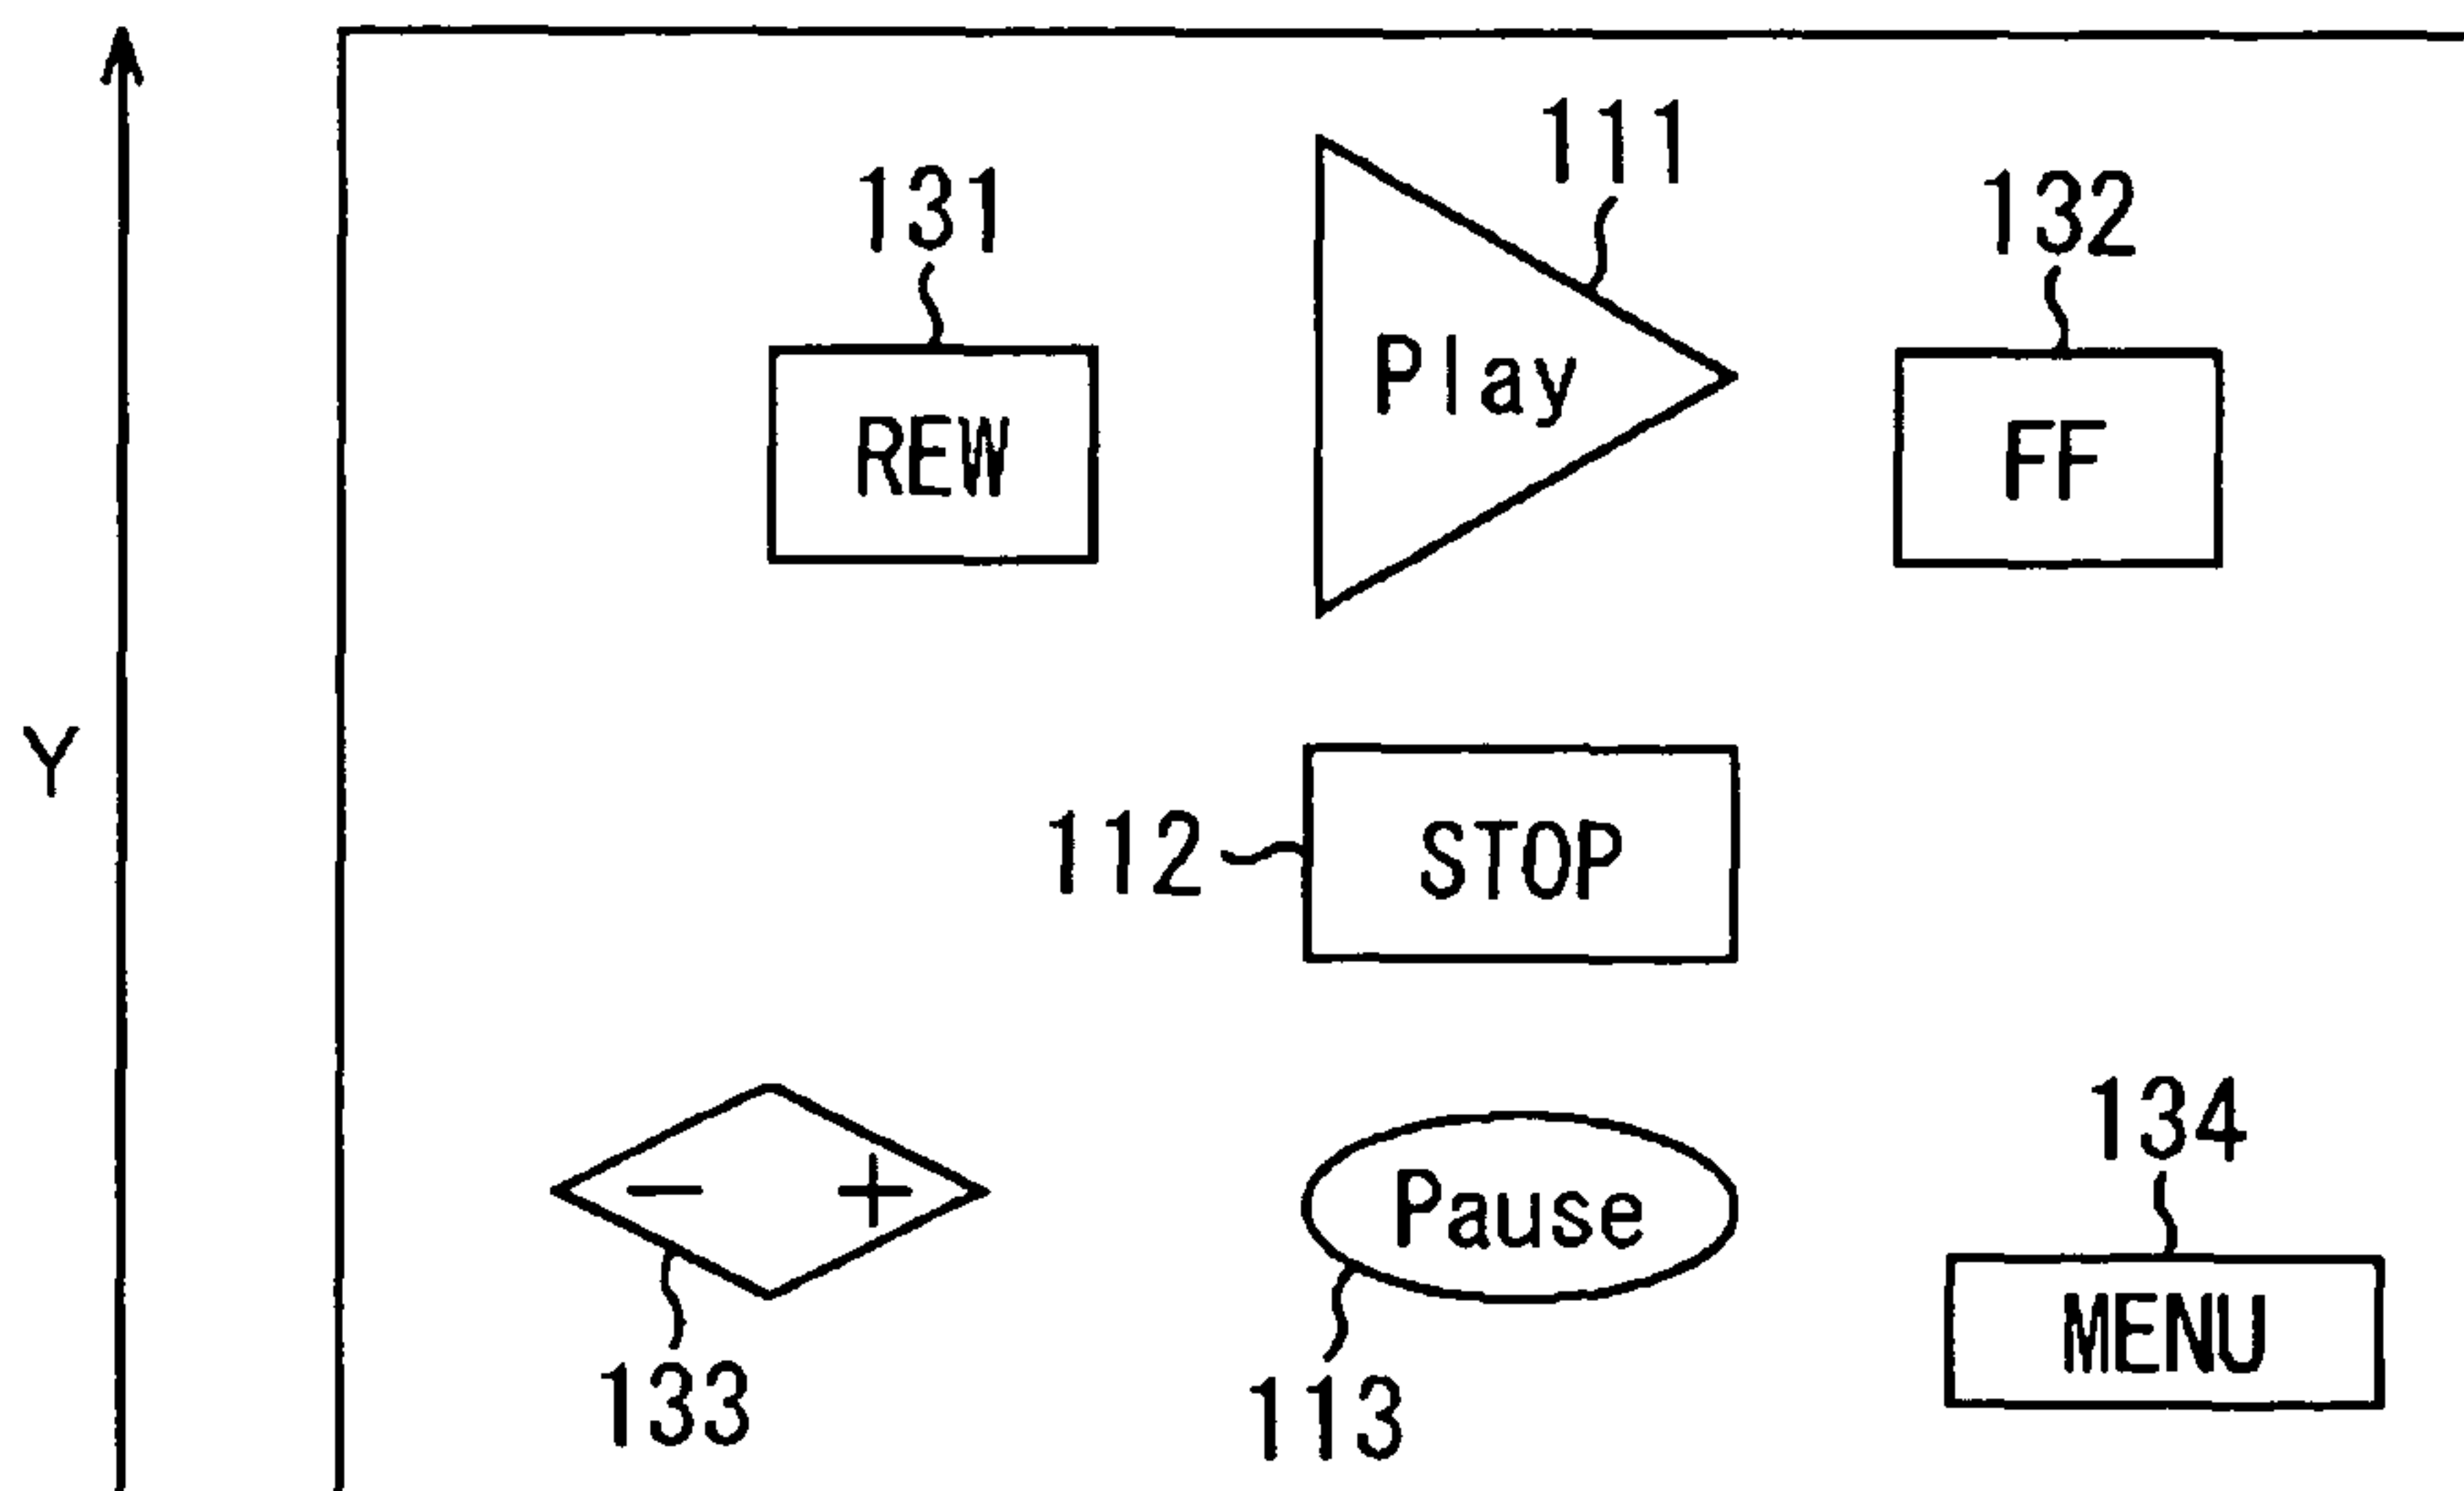 111
131
132
Play
REW
FF
Y
112
STOP
134
− +
Pause
MENU
133
113